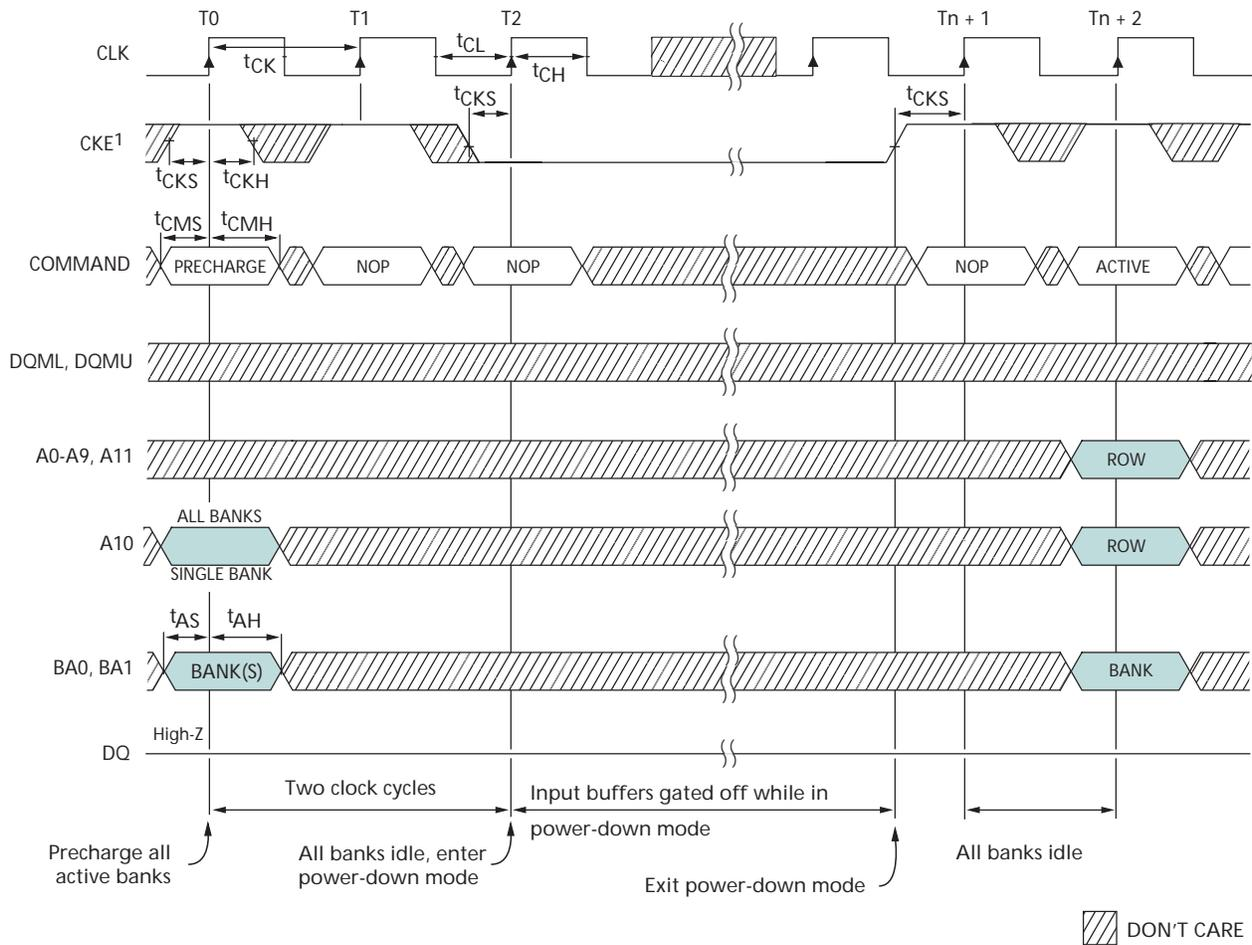 T0 T1 T2 Tn + 1 Tn + 2
CLK
tCK
tCL
tCH
tCKS
tCKS
CKE1
tCKS
tCKH
tCMS
tCMH
COMMAND
PRECHARGE NOP NOP NOP ACTIVE
DQML, DQMU
A0-A9, A11
ROW
ALL BANKS
A10
ROW
SINGLE BANK
tAS
tAH
BA0, BA1
BANK(S)
BANK
High-Z
DQ
Two clock cycles
Input buffers gated off while in
power-down mode
Precharge all
active banks
All banks idle, enter
power-down mode
Exit power-down mode
All banks idle
DON'T CARE